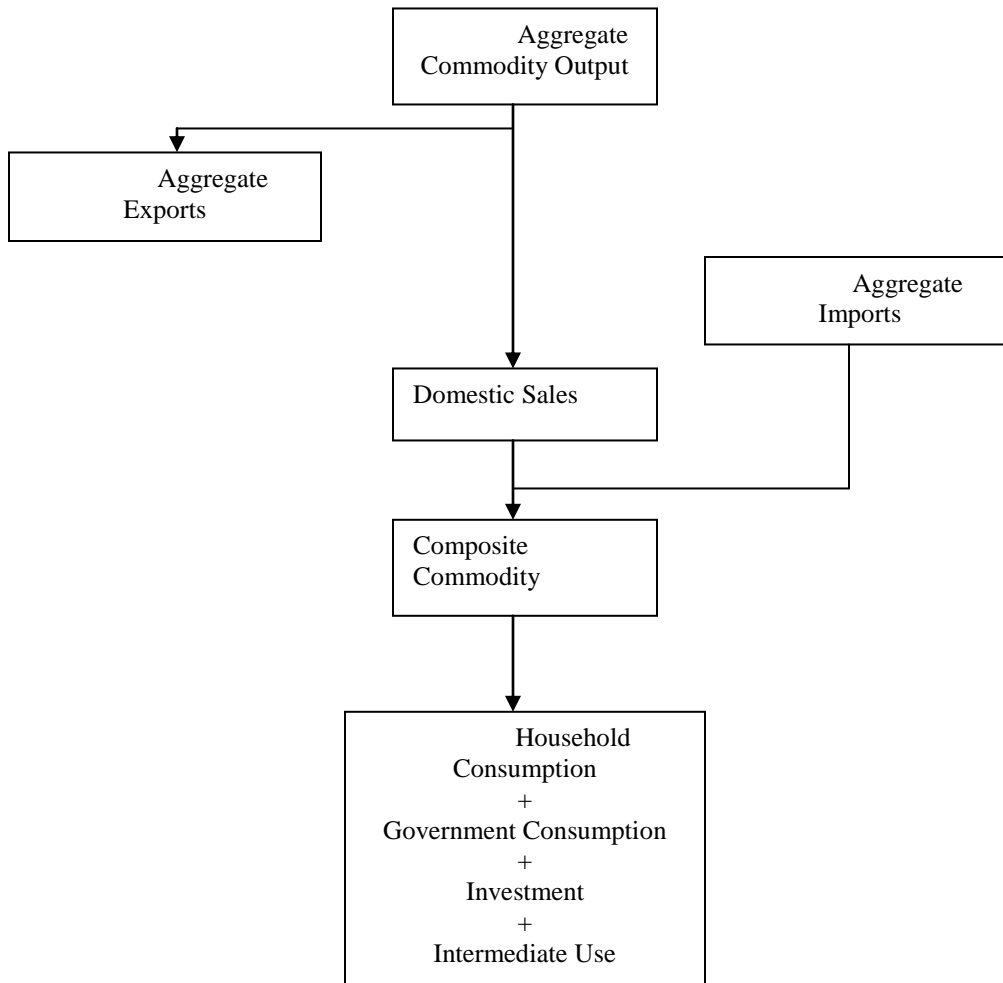 Aggregate
Commodity Output
Aggregate
Exports
Aggregate
Imports
Domestic Sales
Composite
Commodity
Household
Consumption
+
Government Consumption
+
Investment
+
Intermediate Use